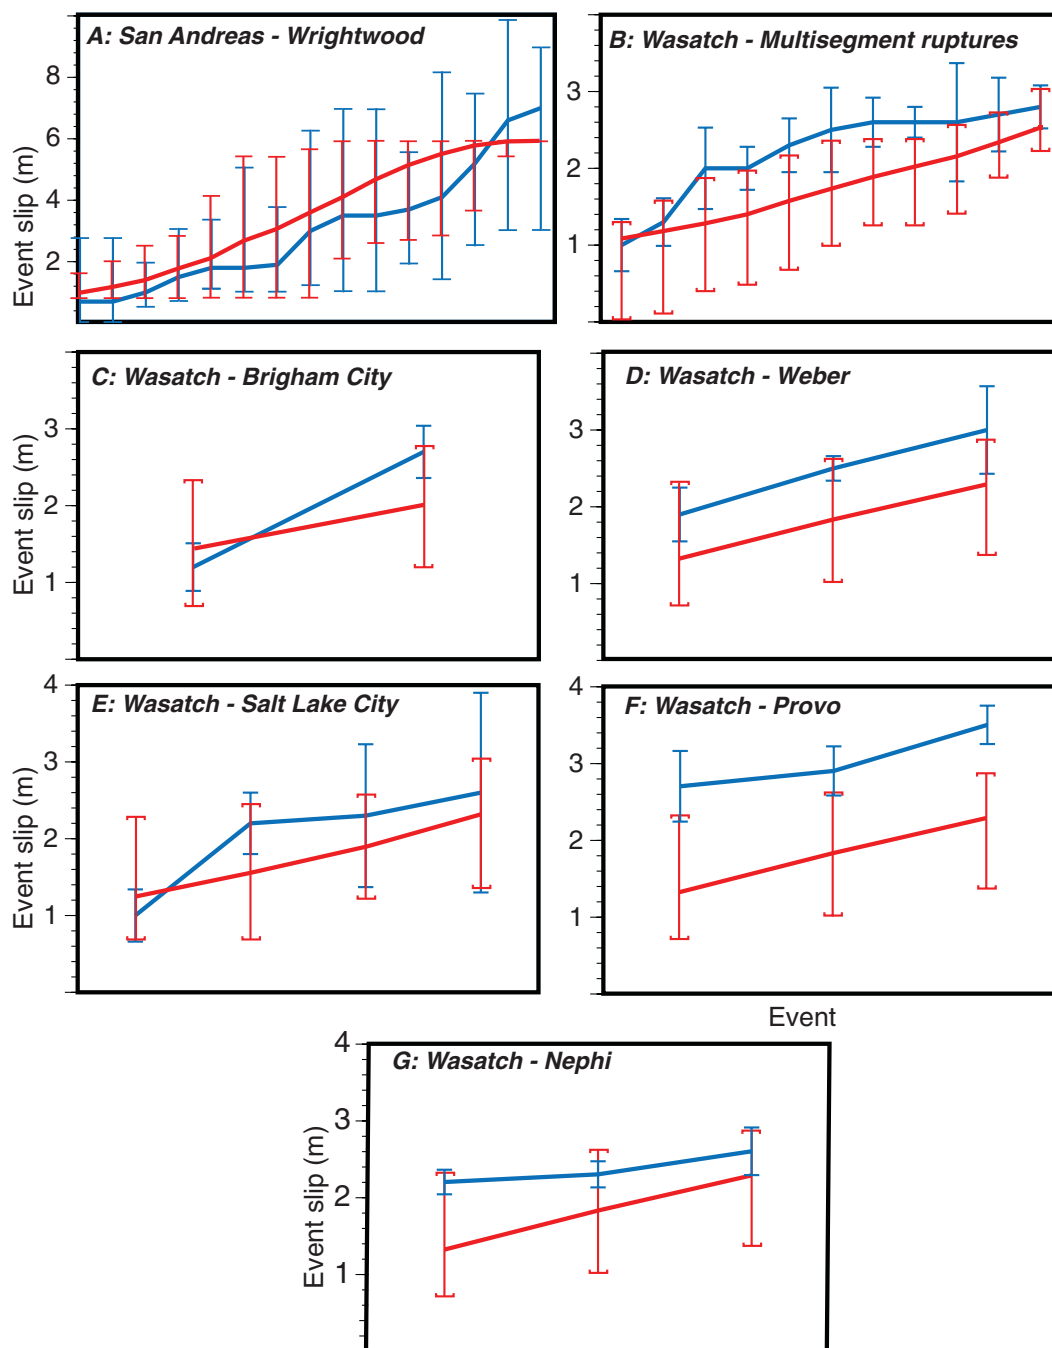 A: San Andreas - Wrightwood
8
6
4
2
Event slip (m)
B: Wasatch - Multisegment ruptures
3
2
1
C: Wasatch - Brigham City
3
2
1
Event slip (m)
D: Wasatch - Weber
3
2
1
E: Wasatch - Salt Lake City
4
3
2
1
Event slip (m)
F: Wasatch - Provo
4
3
2
1
Event
G: Wasatch - Nephi
4
3
2
1
Event slip (m)